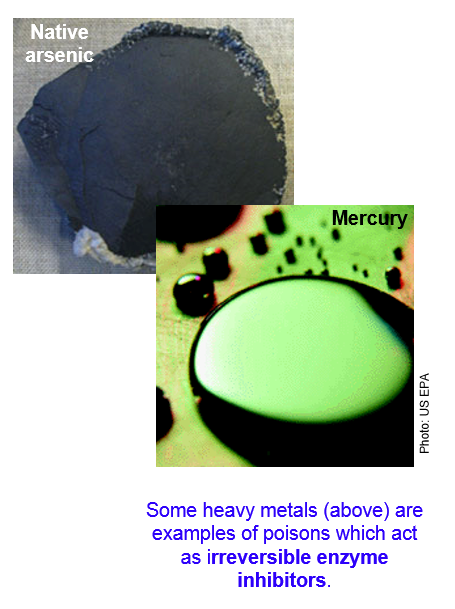 Native
arsenic
Mercury
Photo: US EPA
Some heavy metals (above) are
examples of poisons which act
as irreversible enzyme
inhibitors.